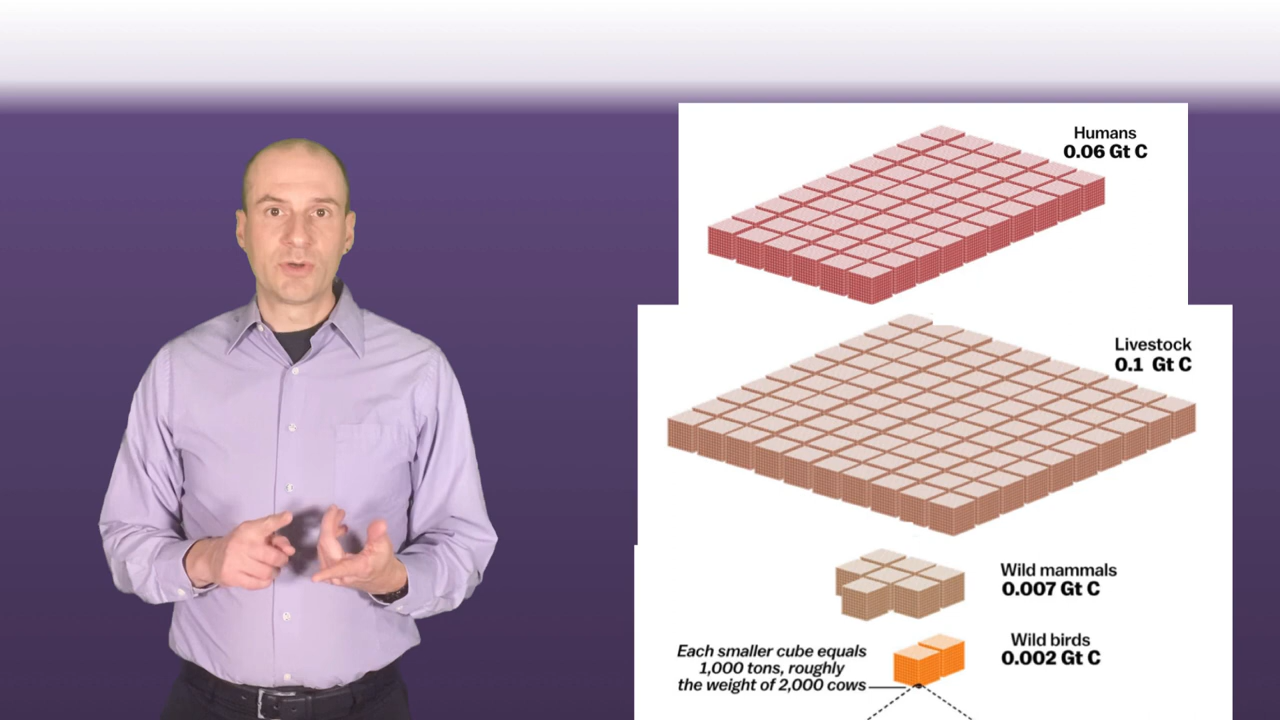 Humans
0.06 Gt C
Livestock
0.1 Gt C
Wild mammals
0.007 Gt C
Wild birds
0.002 Gt C
Each smaller cube equals
1,000 tons, roughly
the weight of 2,000 cows